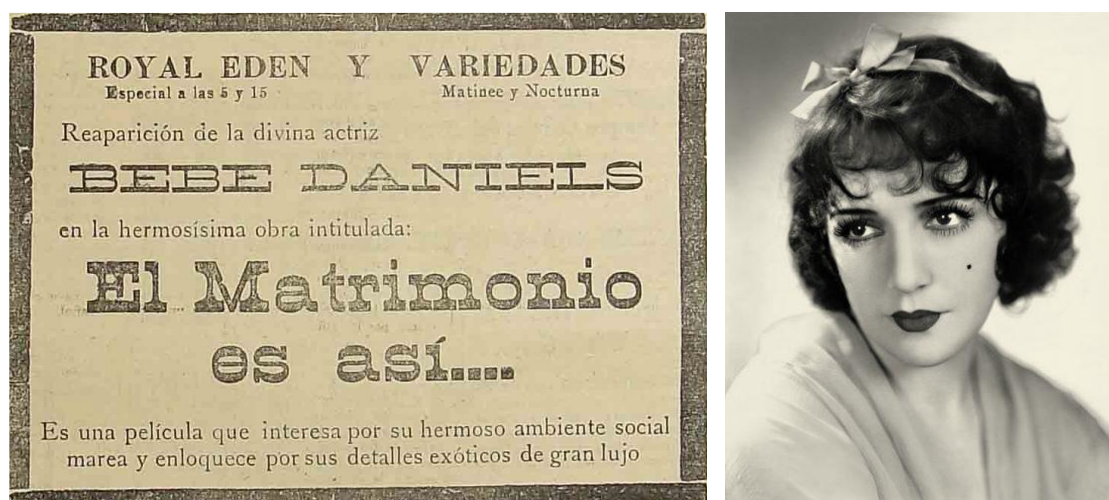 ROYAL EDEN Y VARIEDADES
Especial a las 5 y 15 Matinee y Nocturna
Reaparición de la divina actriz
BEBE DANIELS
en la hermosísima obra intitulada:
El Matrimonio
es así....
Es una película que interesa por su hermoso ambiente social
marea y enloquece por sus detalles exóticos de gran lujo